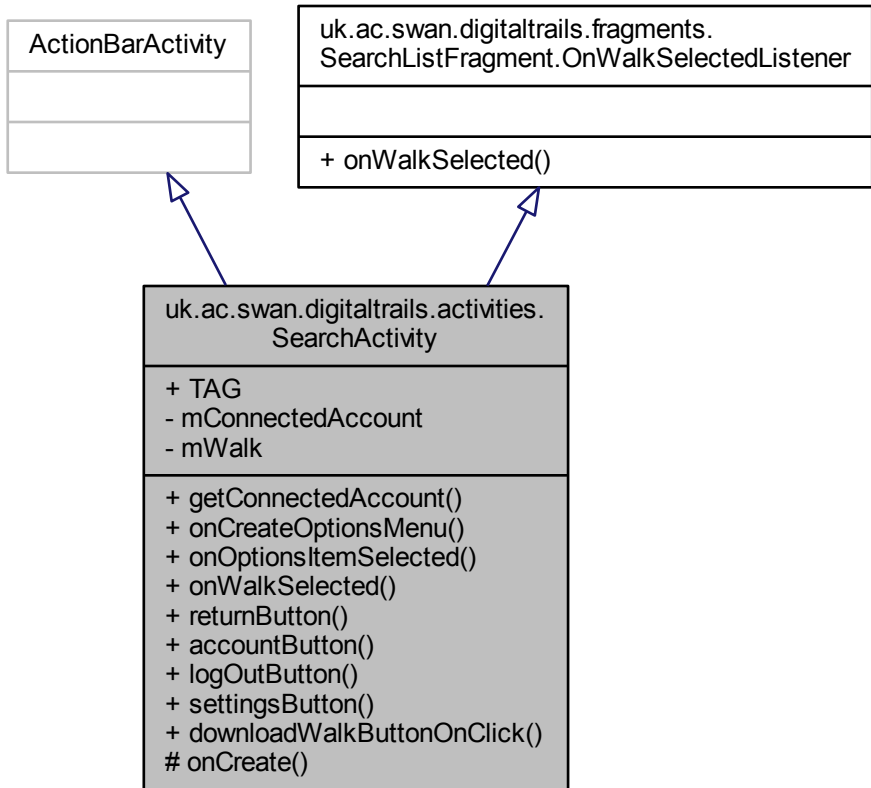 ActionBarActivity
uk.ac.swan.digitaltrails.fragments.
SearchListFragment.OnWalkSelectedListener
+ onWalkSelected()
uk.ac.swan.digitaltrails.activities.
SearchActivity
+ TAG
- mConnectedAccount
- mWalk
+ getConnectedAccount()
+ onCreateOptionsMenu()
+ onOptionsItemSelected()
+ onWalkSelected()
+ returnButton()
+ accountButton()
+ logOutButton()
+ settingsButton()
+ downloadWalkButtonOnClick()
# onCreate()